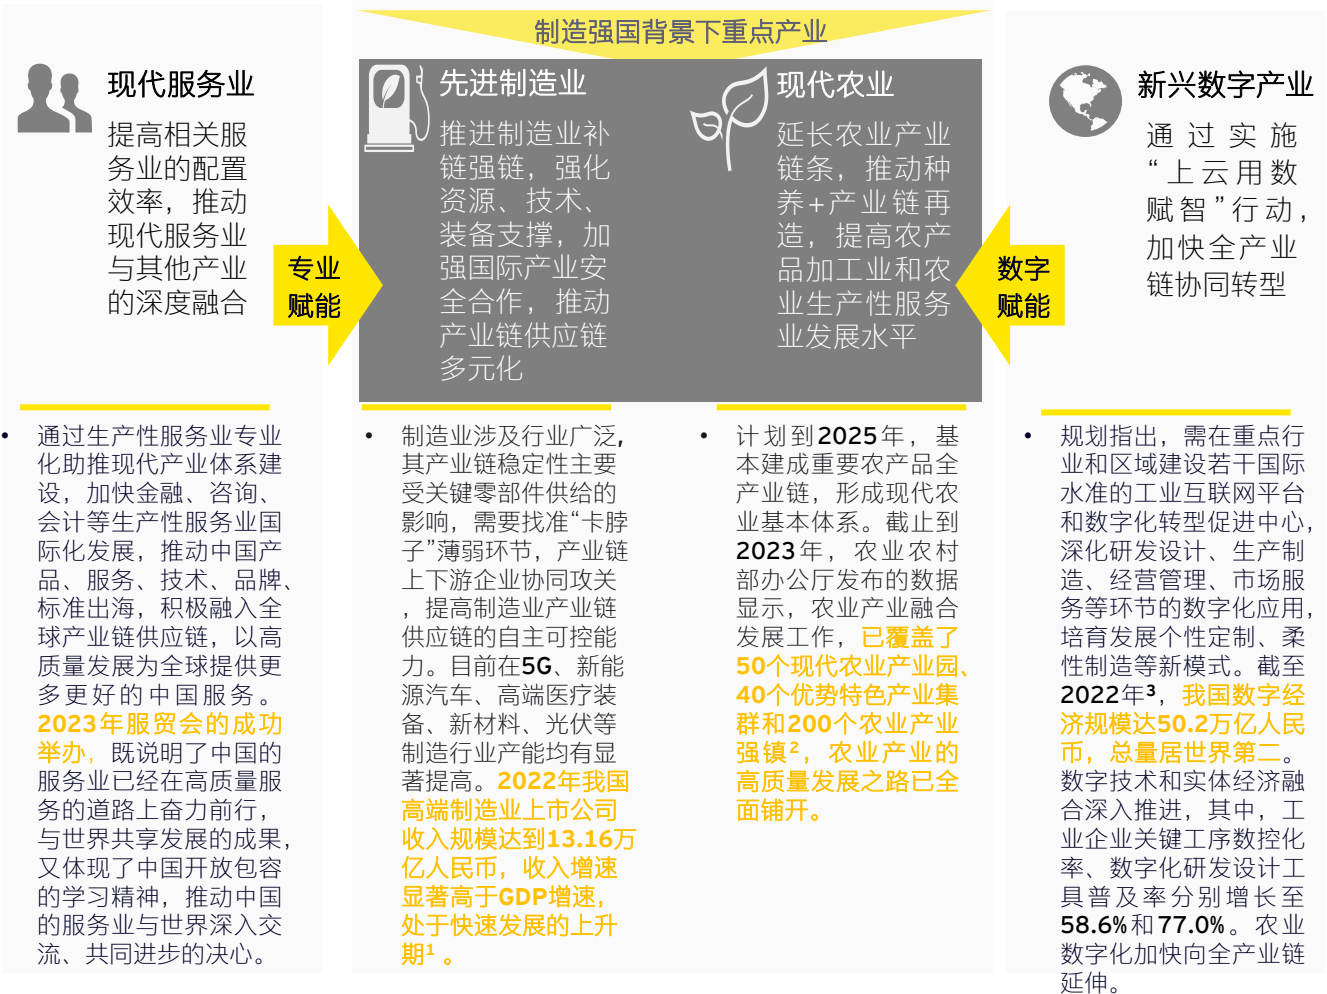 制造强国背景下重点产业
现代服务业
提高相关服
务业的配置
效率，推动
现代服务业
与其他产业
的深度融合
专业
赋能
先进制造业
推进制造业补
链强链，强化
资源、技术、
装备支撑，加
强国际产业安
全合作，推动
产业链供应链
多元化
现代农业
延长农业产业
链条，推动种
养+产业链再
造，提高农产
品加工业和农
业生产性服务
业发展水平
数字
赋能
新兴数字产业
通过实施
“上云用数
赋智”行动，
加快全产业
链协同转型
• 通过生产性服务业专业
化助推现代产业体系建
设，加快金融、咨询、
会计等生产性服务业国
际化发展，推动中国产
品、服务、技术、品牌、
标准出海，积极融入全
球产业链供应链，以高
质量发展为全球提供更
多更好的中国服务。
2023年服贸会的成功
举办，既说明了中国的
服务业已经在高质量服
务的道路上奋力前行，
与世界共享发展的成果，
又体现了中国开放包容
的学习精神，推动中国
的服务业与世界深入交
流、共同进步的决心。
• 制造业涉及行业广泛，
其产业链稳定性主要
受关键零部件供给的
影响，需要找准“卡脖
子”薄弱环节，产业链
上下游企业协同攻关
，提高制造业产业链
供应链的自主可控能
力。目前在5G、新能
源汽车、高端医疗装
备、新材料、光伏等
制造行业产能均有显
著提高。2022年我国
高端制造业上市公司
收入规模达到13.16万
亿人民币，收入增速
显著高于GDP增速，
处于快速发展的上升
期¹ 。
• 计划到2025年，基
本建成重要农产品全
产业链，形成现代农
业基本体系。截止到
2023年，农业农村
部办公厅发布的数据
显示，农业产业融合
发展工作，已覆盖了
50个现代农业产业园、
40个优势特色产业集
群和200个农业产业
强镇²，农业产业的
高质量发展之路已全
面铺开。
• 规划指出，需在重点行
业和区域建设若干国际
水准的工业互联网平台
和数字化转型促进中心，
深化研发设计、生产制
造、经营管理、市场服
务等环节的数字化应用，
培育发展个性定制、柔
性制造等新模式。截至
2022年³，我国数字经
济规模达50.2万亿人民
币，总量居世界第二。
数字技术和实体经济融
合深入推进，其中，工
业企业关键工序数控化
率、数字化研发设计工
具普及率分别增长至
58.6%和77.0%。农业
数字化加快向全产业链
延伸。